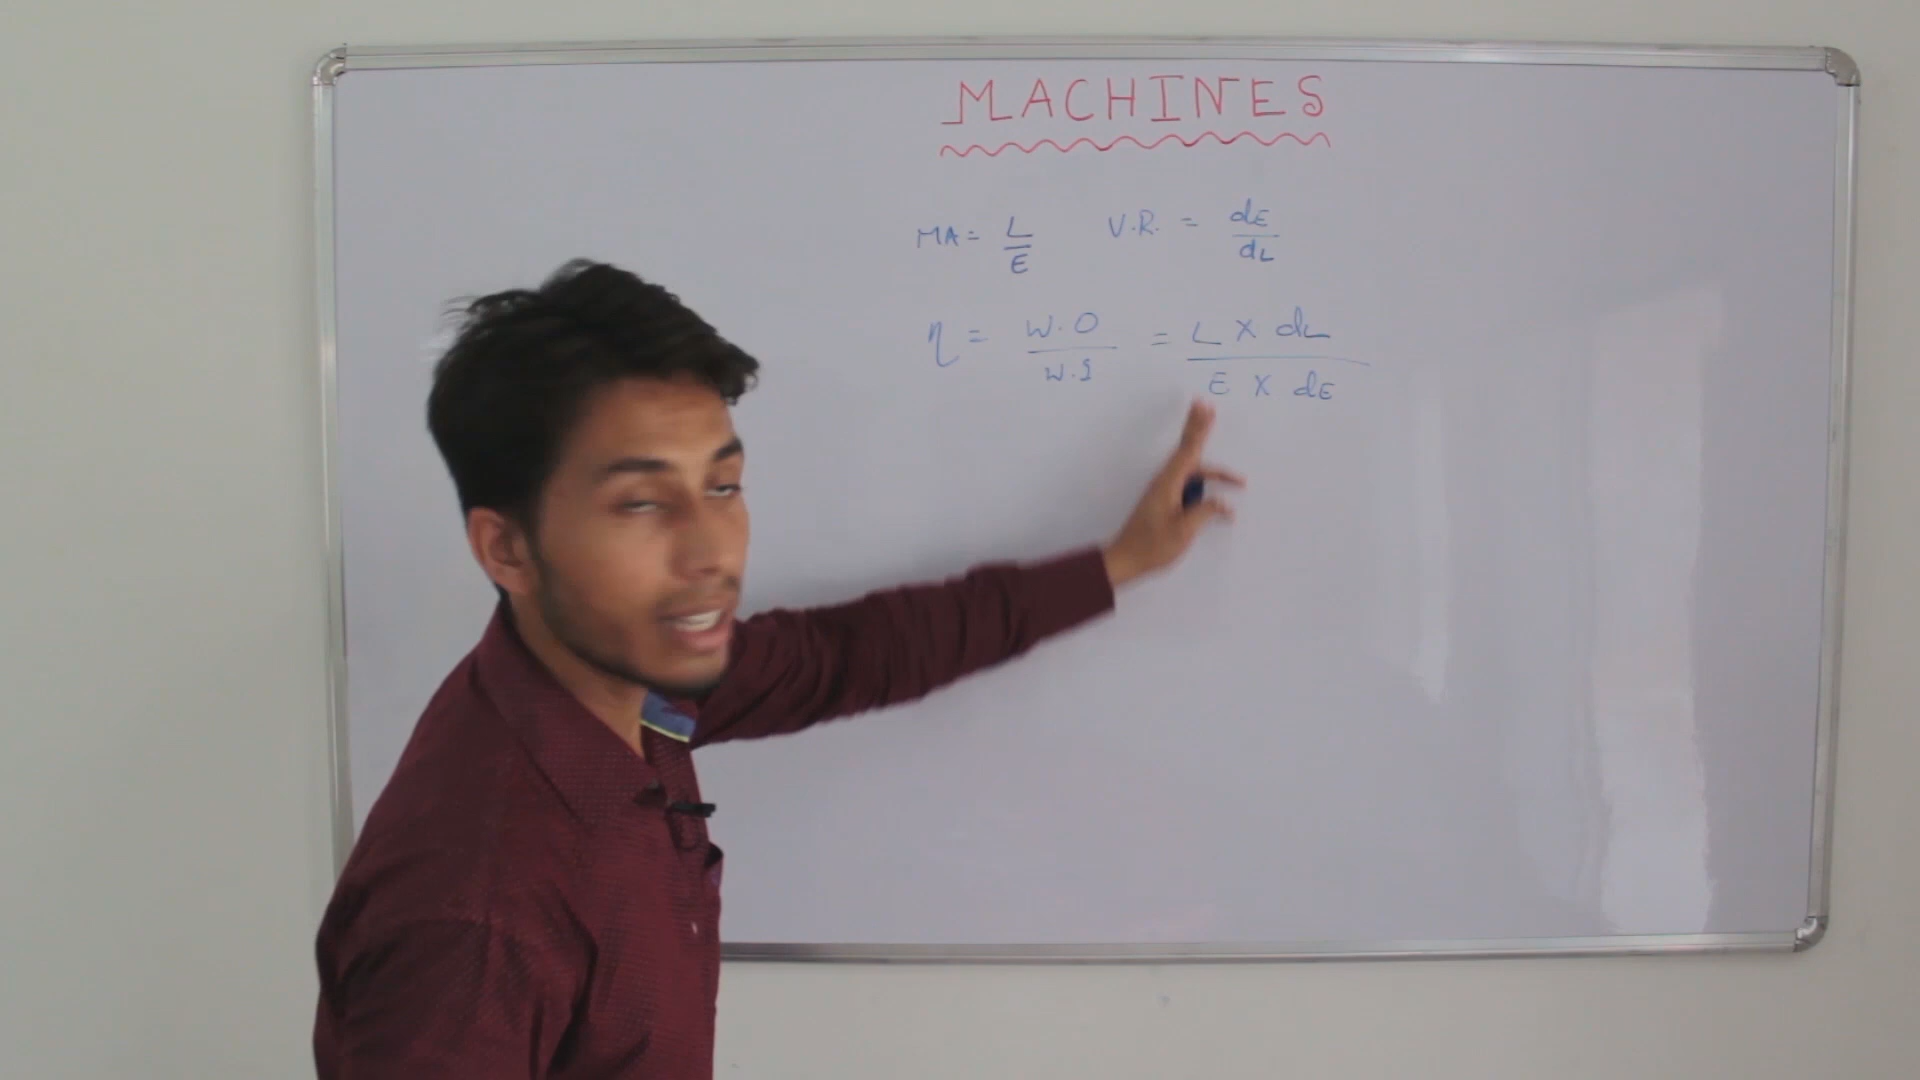 MACHINES
MA = L/E V.R. = dE/dL
η = W.O/W.I = L X dL/E X dE